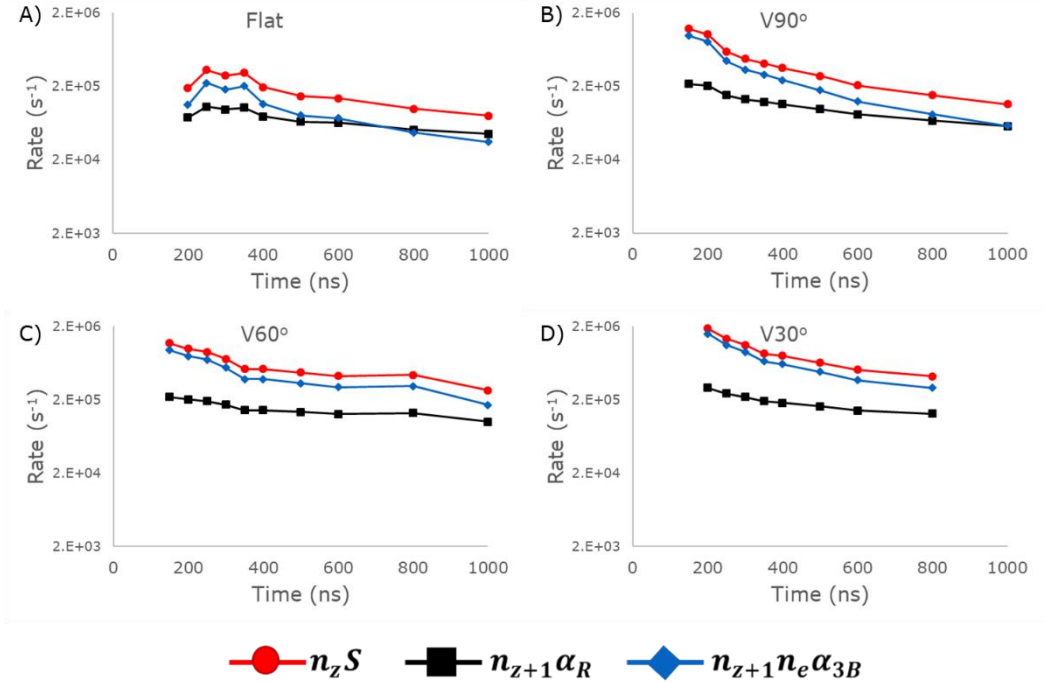 A) Flat
2.E+06
2.E+05
2.E+04
2.E+03
Rate (s⁻¹)
0 200 400 600 800 1000
Time (ns)
B) V90°
2.E+06
2.E+05
2.E+04
2.E+03
Rate (s⁻¹)
0 200 400 600 800 1000
Time (ns)
C) V60°
2.E+06
2.E+05
2.E+04
2.E+03
Rate (s⁻¹)
0 200 400 600 800 1000
Time (ns)
D) V30°
2.E+06
2.E+05
2.E+04
2.E+03
Rate (s⁻¹)
0 200 400 600 800 1000
Time (ns)
n_z S n_{z+1} α_R n_{z+1} n_e α_{3B}